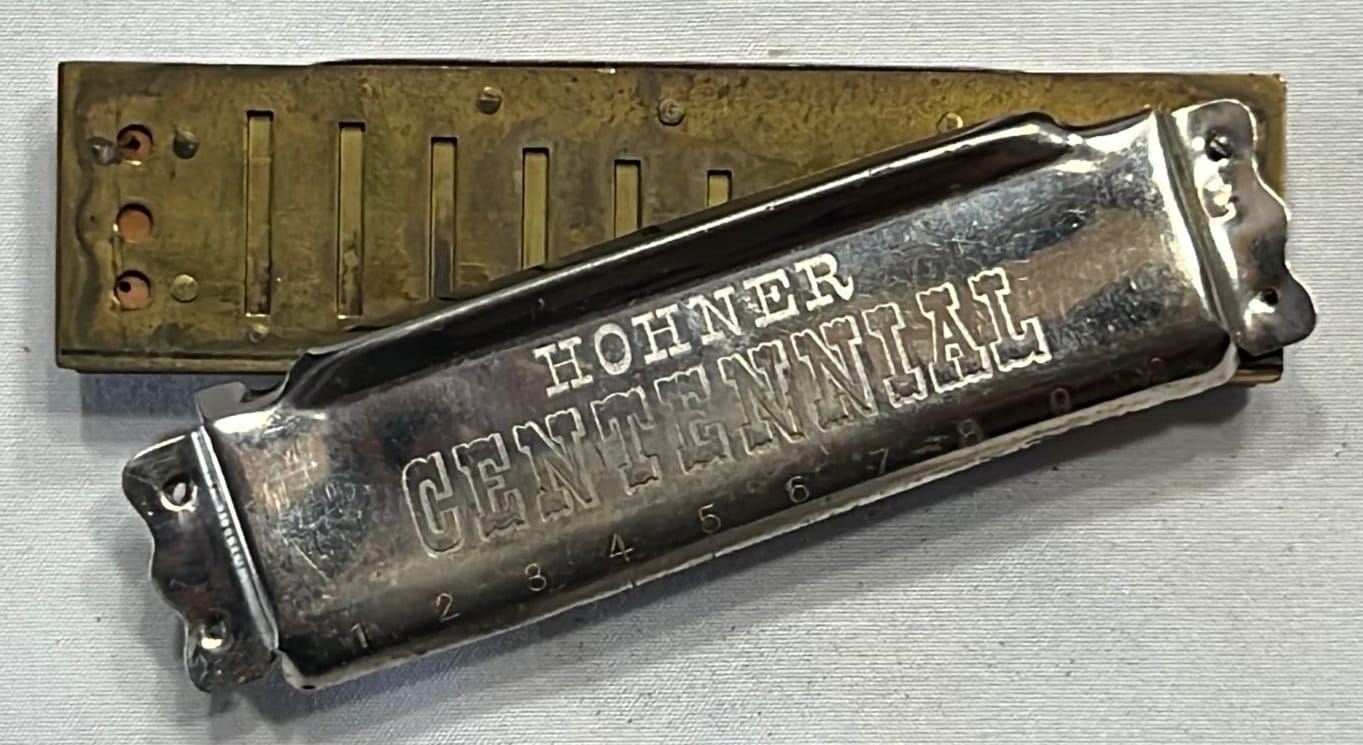 HOHNER
CENTENNIAL
1 2 3 4 5 6 7 8 9